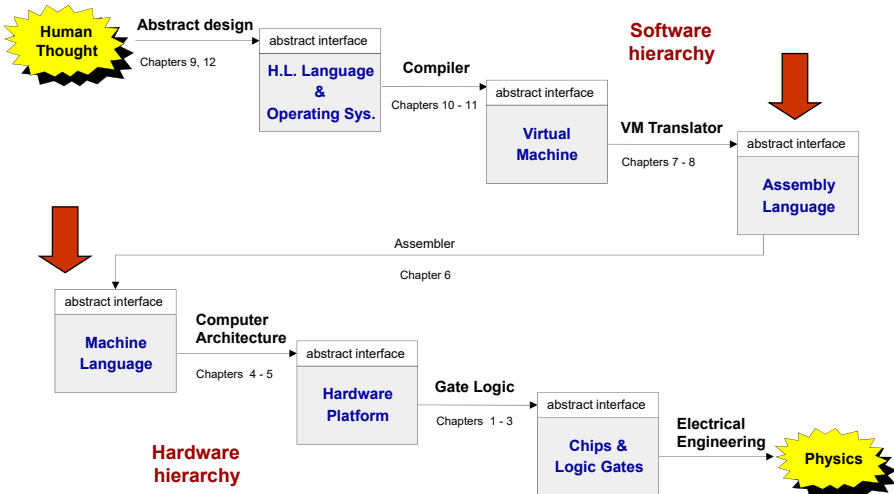 Human
Thought
Abstract design
Chapters 9, 12
abstract interface
H.L. Language
&
Operating Sys.
Compiler
Chapters 10 - 11
abstract interface
Virtual
Machine
Software
hierarchy
VM Translator
Chapters 7 - 8
abstract interface
Assembly
Language
Assembler
Chapter 6
abstract interface
Machine
Language
Computer
Architecture
Chapters 4 - 5
abstract interface
Hardware
Platform
Gate Logic
Chapters 1 - 3
abstract interface
Chips &
Logic Gates
Electrical
Engineering
Physics
Hardware
hierarchy